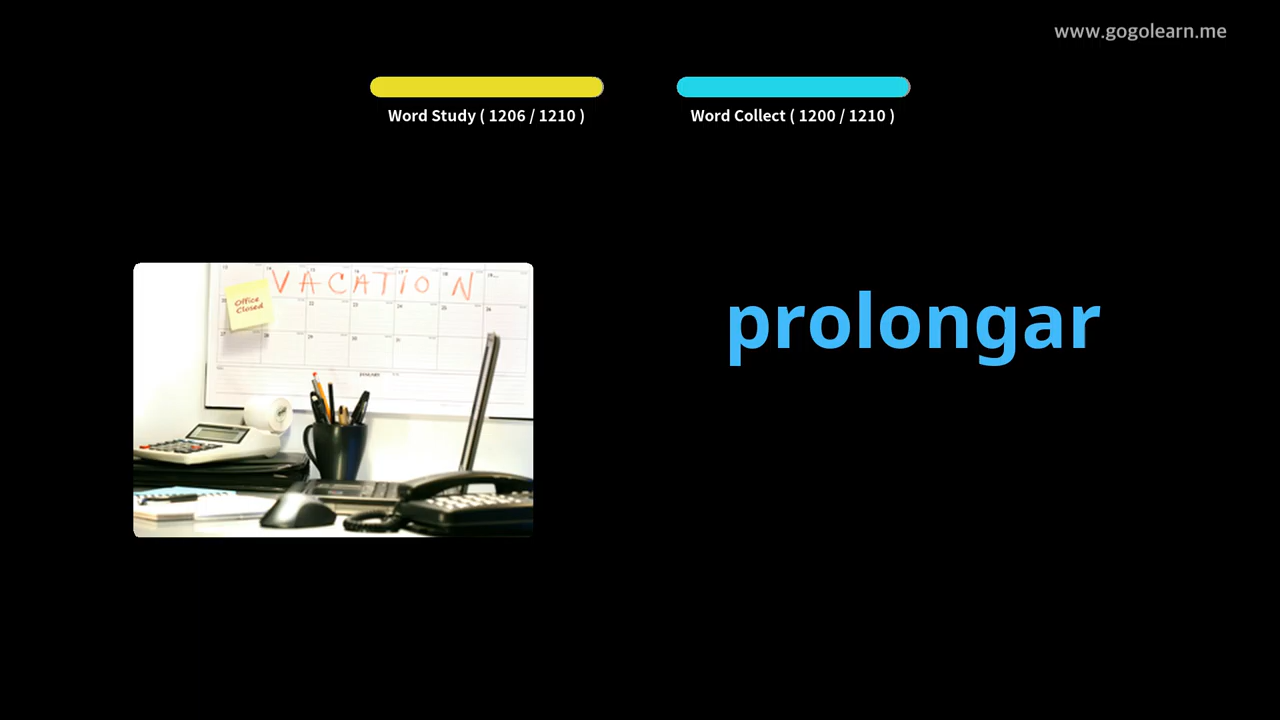 www.gogolearn.me
Word Study ( 1206 / 1210 )
Word Collect ( 1200 / 1210 )
VACATION
Office
Closed
prolongar